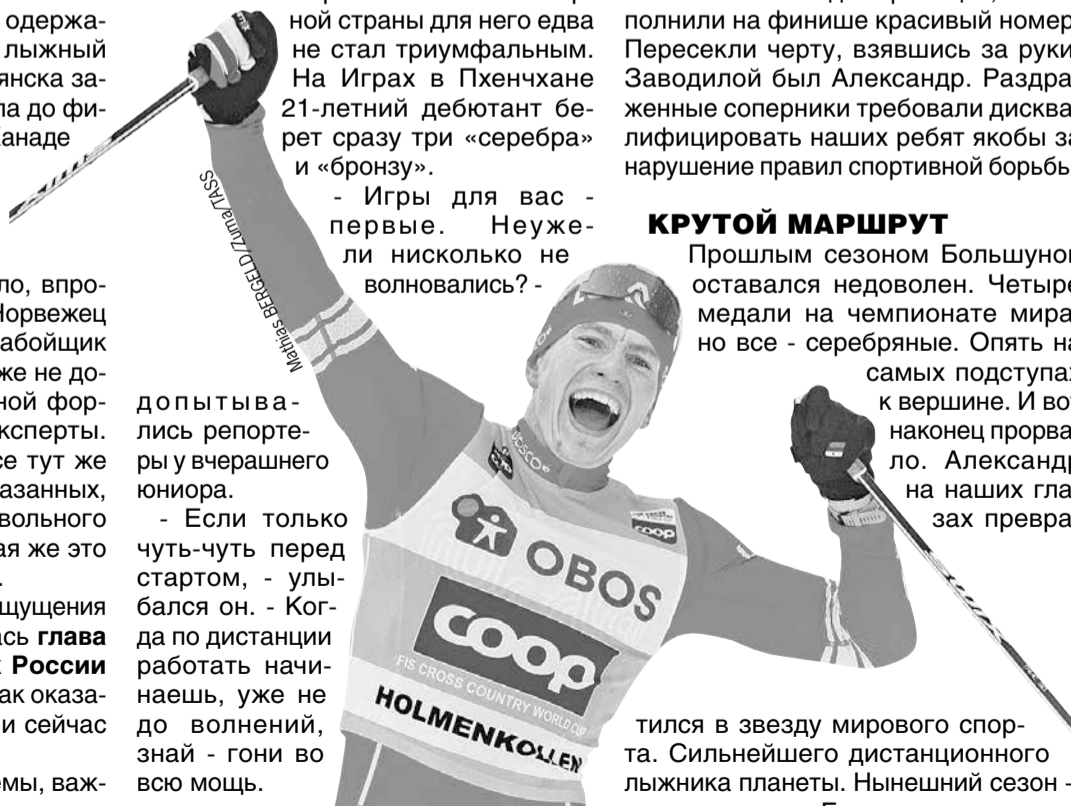 одержа-
лыжный
янска за-
ла до фи-
Канаде
ло, впро-
Норвежец
абойщик
же не до-
ной фор-
ксперты.
се тут же
азанных,
вольного
ая же это
.
щущения
ась глава
к России
ак оказа-
и сейчас
емы, важ-
ной страны для него едва
не стал триумфальным.
На Играх в Пхенчхане
21-летний дебютант бе-
рет сразу три «серебра»
и «бронзу».
- Игры для вас -
первые. Неуже-
ли нисколько не
волновались? -
допытыва-
лись репорте-
ры у вчерашнего
юниора.
- Если только
чуть-чуть перед
стартом, - улы-
бался он. - Ког-
да по дистанции
работать начи-
наешь, уже не
до волнений,
знай - гони во
всю мощь.
Mathias BERGELD/Zuma/TASS
BOSCO
coop
OBOS
coop
FIS CROSS COUNTRY WORLD CUP
HOLMENKOLLEN
полнили на финише красивый номер
Пересекли черту, взявшись за руки
Заводилой был Александр. Раздра
женные соперники требовали дисква
лифицировать наших ребят якобы за
нарушение правил спортивной борьбы
КРУТОЙ МАРШРУТ
Прошлым сезоном Большунов
оставался недоволен. Четыре
медали на чемпионате мира
но все - серебряные. Опять на
самых подступах
к вершине. И вот
наконец прорва
ло. Александр
на наших гла
зах превра
тился в звезду мирового спор-
та. Сильнейшего дистанционного
лыжника планеты. Нынешний сезон -